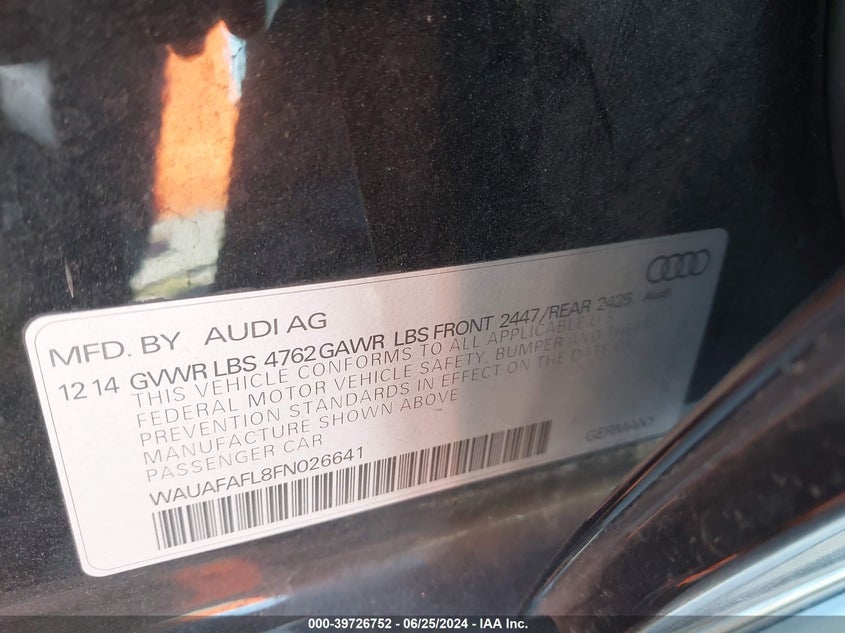 MFD. BY AUDI AG
Audi
12 14 GVWR LBS 4762 GAWR LBS FRONT 2447/REAR 2425
THIS VEHICLE CONFORMS TO ALL APPLICABLE U.S.
FEDERAL MOTOR VEHICLE SAFETY, BUMPER AND THEFT
PREVENTION STANDARDS IN EFFECT ON THE DATE OF
MANUFACTURE SHOWN ABOVE
PASSENGER CAR
GERMANY
WAUAFAFL8FN026641
000-39726752 — 06/25/2024 — IAA Inc.